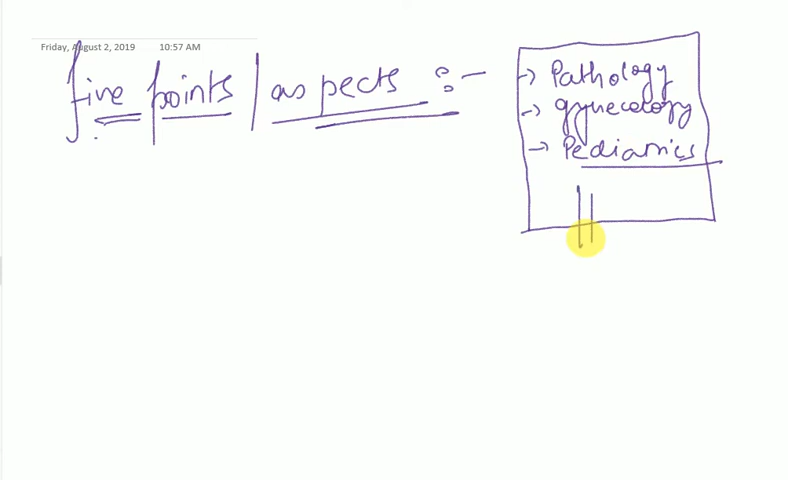 Friday, August 2, 2019 10:57 AM
five points | aspects :-
→ Pathology
→ Gynecology
→ Pediatrics